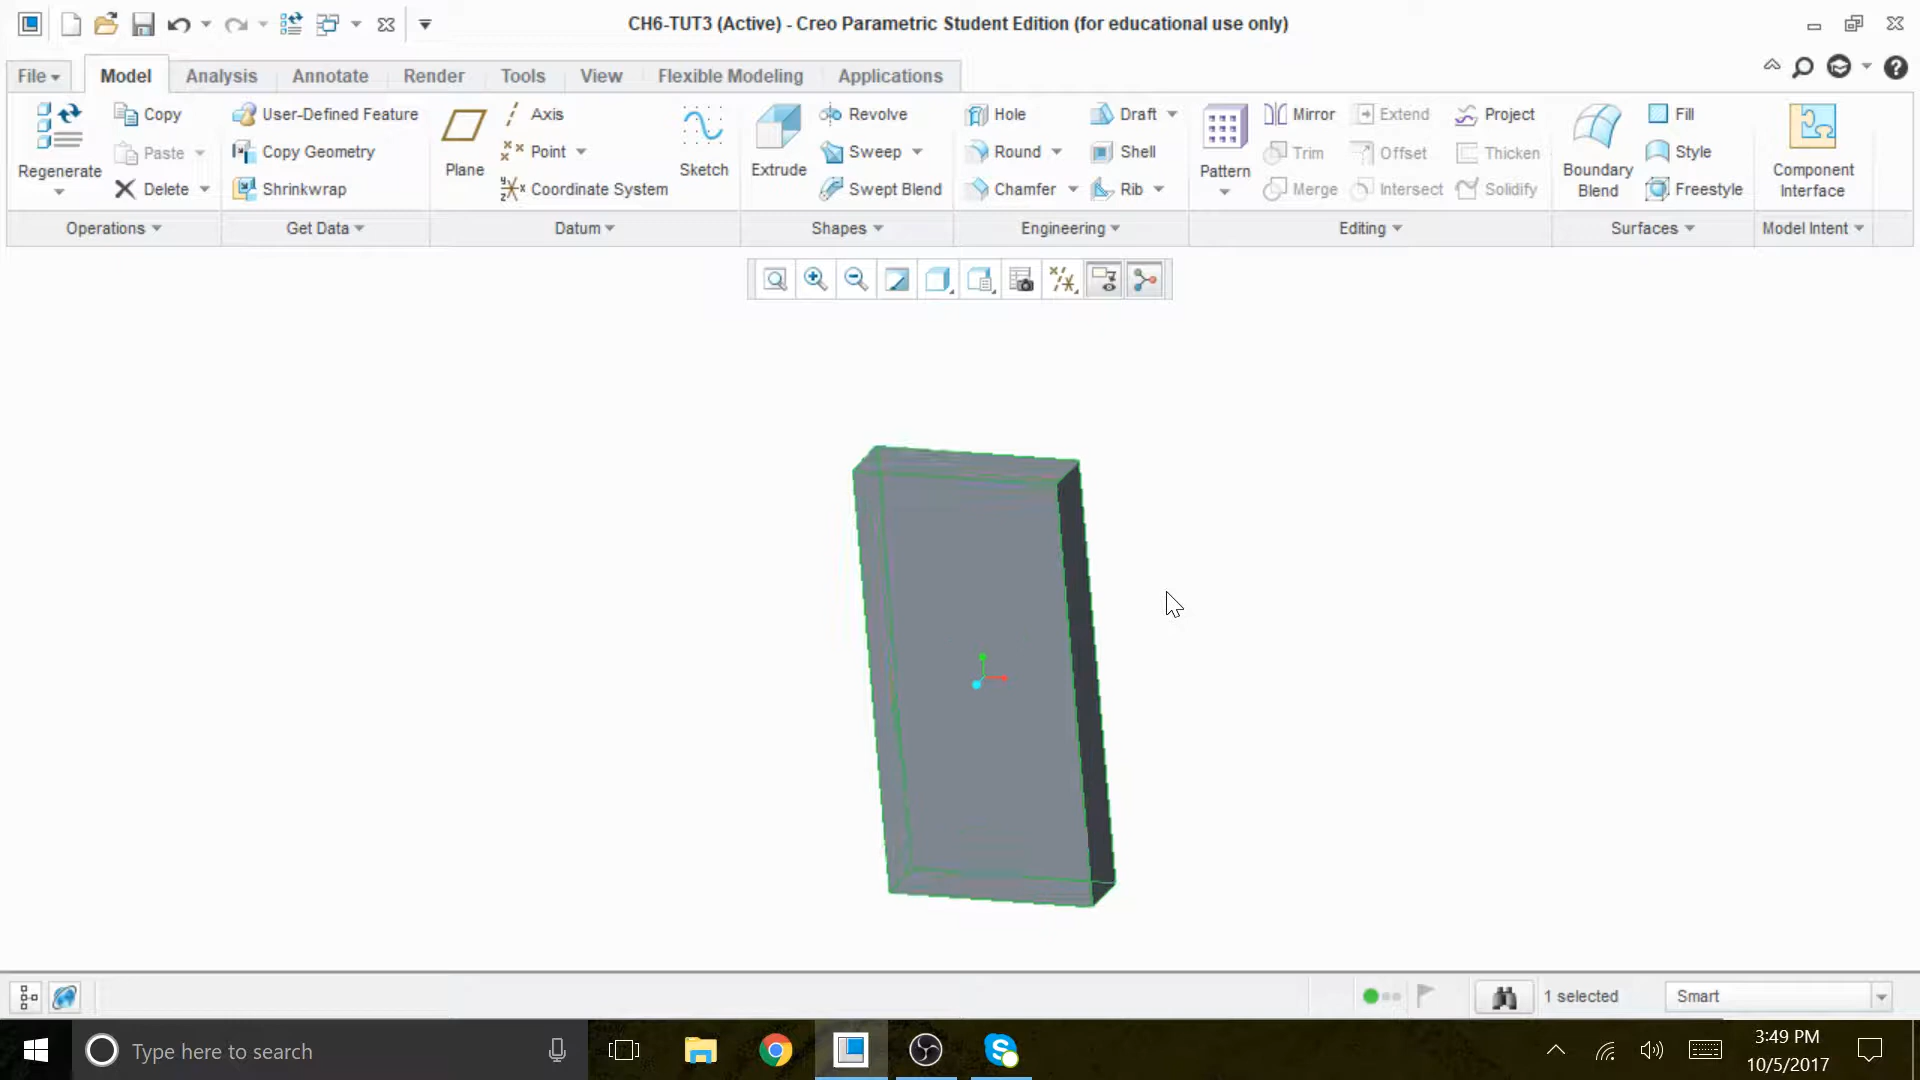 CH6-TUT3 (Active) - Creo Parametric Student Edition (for educational use only)
File Model Analysis Annotate Render Tools View Flexible Modeling Applications
Regenerate
Copy
Paste
Delete
User-Defined Feature
Copy Geometry
Shrinkwrap
Plane
Axis
Point
Coordinate System
Sketch
Extrude
Revolve
Sweep
Swept Blend
Hole
Round
Chamfer
Draft
Shell
Rib
Pattern
Mirror
Trim
Merge
Extend
Offset
Intersect
Project
Thicken
Solidify
Boundary
Blend
Fill
Style
Freestyle
Component
Interface
Operations Get Data Datum Shapes Engineering Editing Surfaces Model Intent
1 selected Smart
Type here to search
3:49 PM
10/5/2017